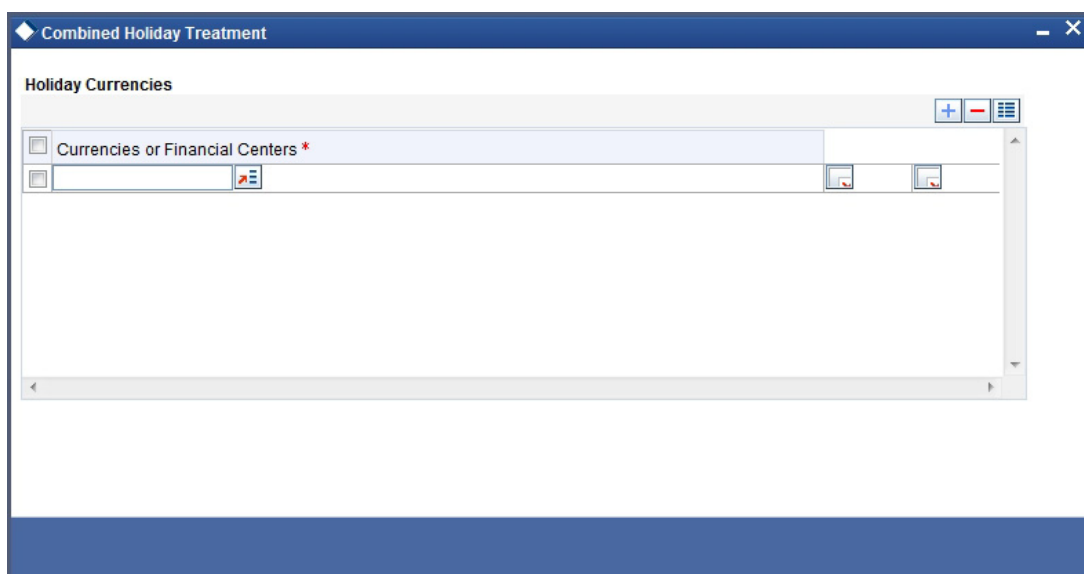 Combined Holiday Treatment
Holiday Currencies
Currencies or Financial Centers *